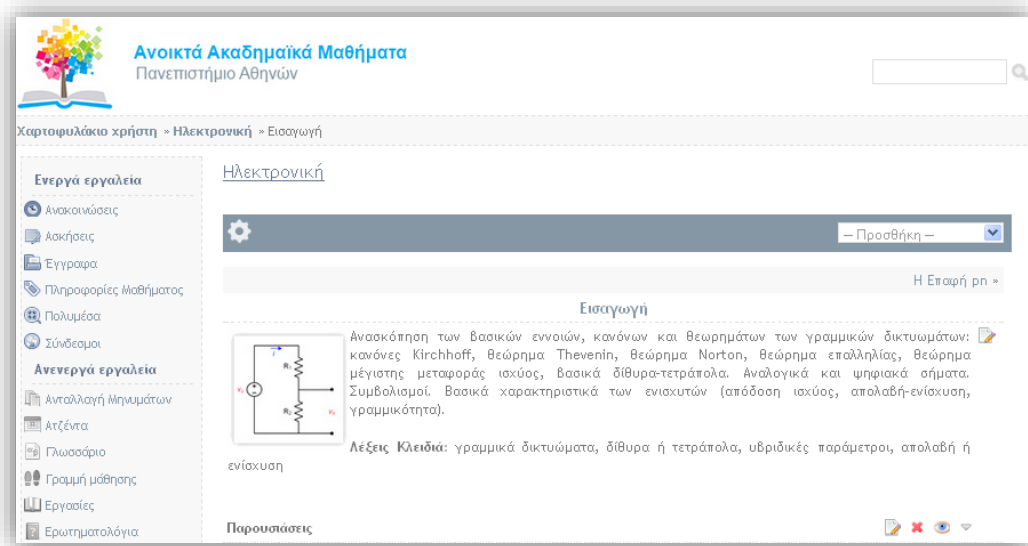 Ανοικτά Ακαδημαϊκά Μαθήματα
Πανεπιστήμιο Αθηνών
Χαρτοφυλάκιο χρήστη » Ηλεκτρονική » Εισαγωγή
Ενεργά εργαλεία
Ανακοινώσεις
Ασκήσεις
Έγγραφα
Πληροφορίες Μαθήματος
Πολυμέσα
Σύνδεσμοι
Ανενεργά εργαλεία
Ανταλλαγή Μηνυμάτων
Ατζέντα
Γλωσσάριο
Γραμμή μάθησης
Εργασίες
Ερωτηματολόγια
Ηλεκτρονική
— Προσθήκη —
Η Επαφή pn »
Εισαγωγή
Ανασκόπηση των βασικών εννοιών, κανόνων και θεωρημάτων των γραμμικών δικτυωμάτων:
κανόνες Kirchhoff, θεώρημα Thevenin, θεώρημα Norton, θεώρημα επαλληλίας, θεώρημα
μέγιστης μεταφοράς ισχύος, βασικά δίθυρα-τετράπολα. Αναλογικά και ψηφιακά σήματα.
Συμβολισμοί. Βασικά χαρακτηριστικά των ενισχυτών (απόδοση ισχύος, απολαβή-ενίσχυση,
γραμμικότητα).
Λέξεις Κλειδιά: γραμμικά δικτυώματα, δίθυρα ή τετράπολα, υβριδικές παράμετροι, απολαβή ή
ενίσχυση
R₁
R₂
Παρουσιάσεις